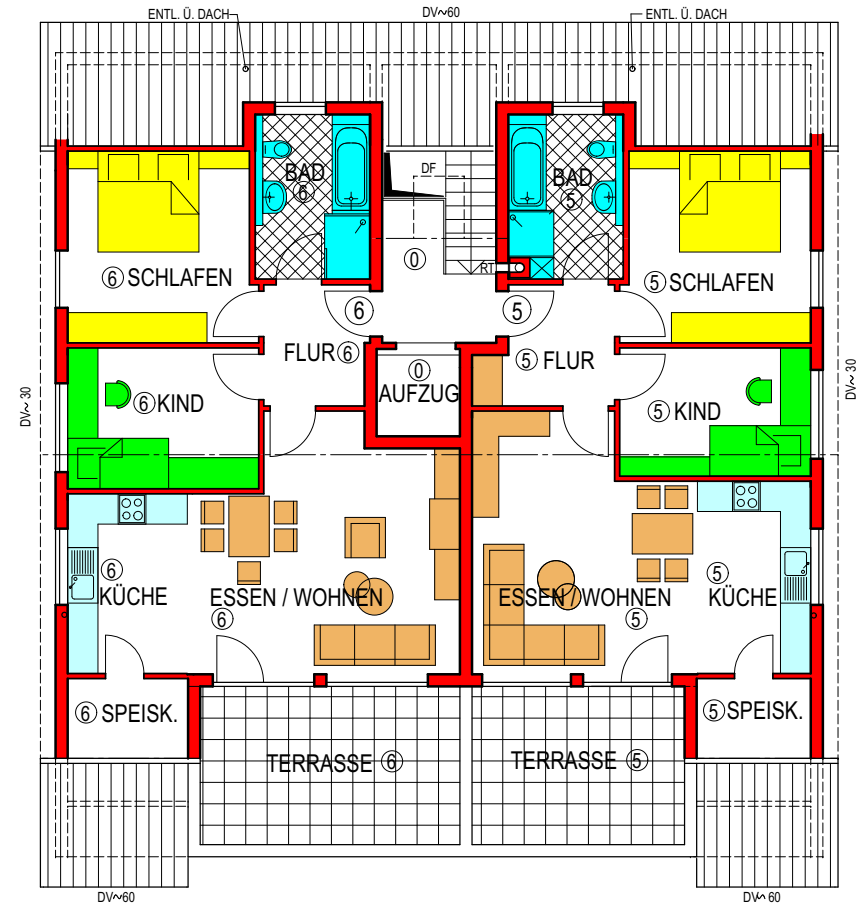 ENTL. Ü. DACH
DV~60
ENTL. Ü. DACH
BAD
6
DF
BAD
5
6 SCHLAFEN
0
RT
5 SCHLAFEN
6
5
FLUR 6
0
AUFZUG
5 FLUR
DV~ 30
6 KIND
5 KIND
DV~ 30
6
KÜCHE
ESSEN / WOHNEN
6
ESSEN / WOHNEN
5
5
KÜCHE
6 SPEISK.
5 SPEISK.
TERRASSE 6
TERRASSE 5
DV~60
DV~ 60